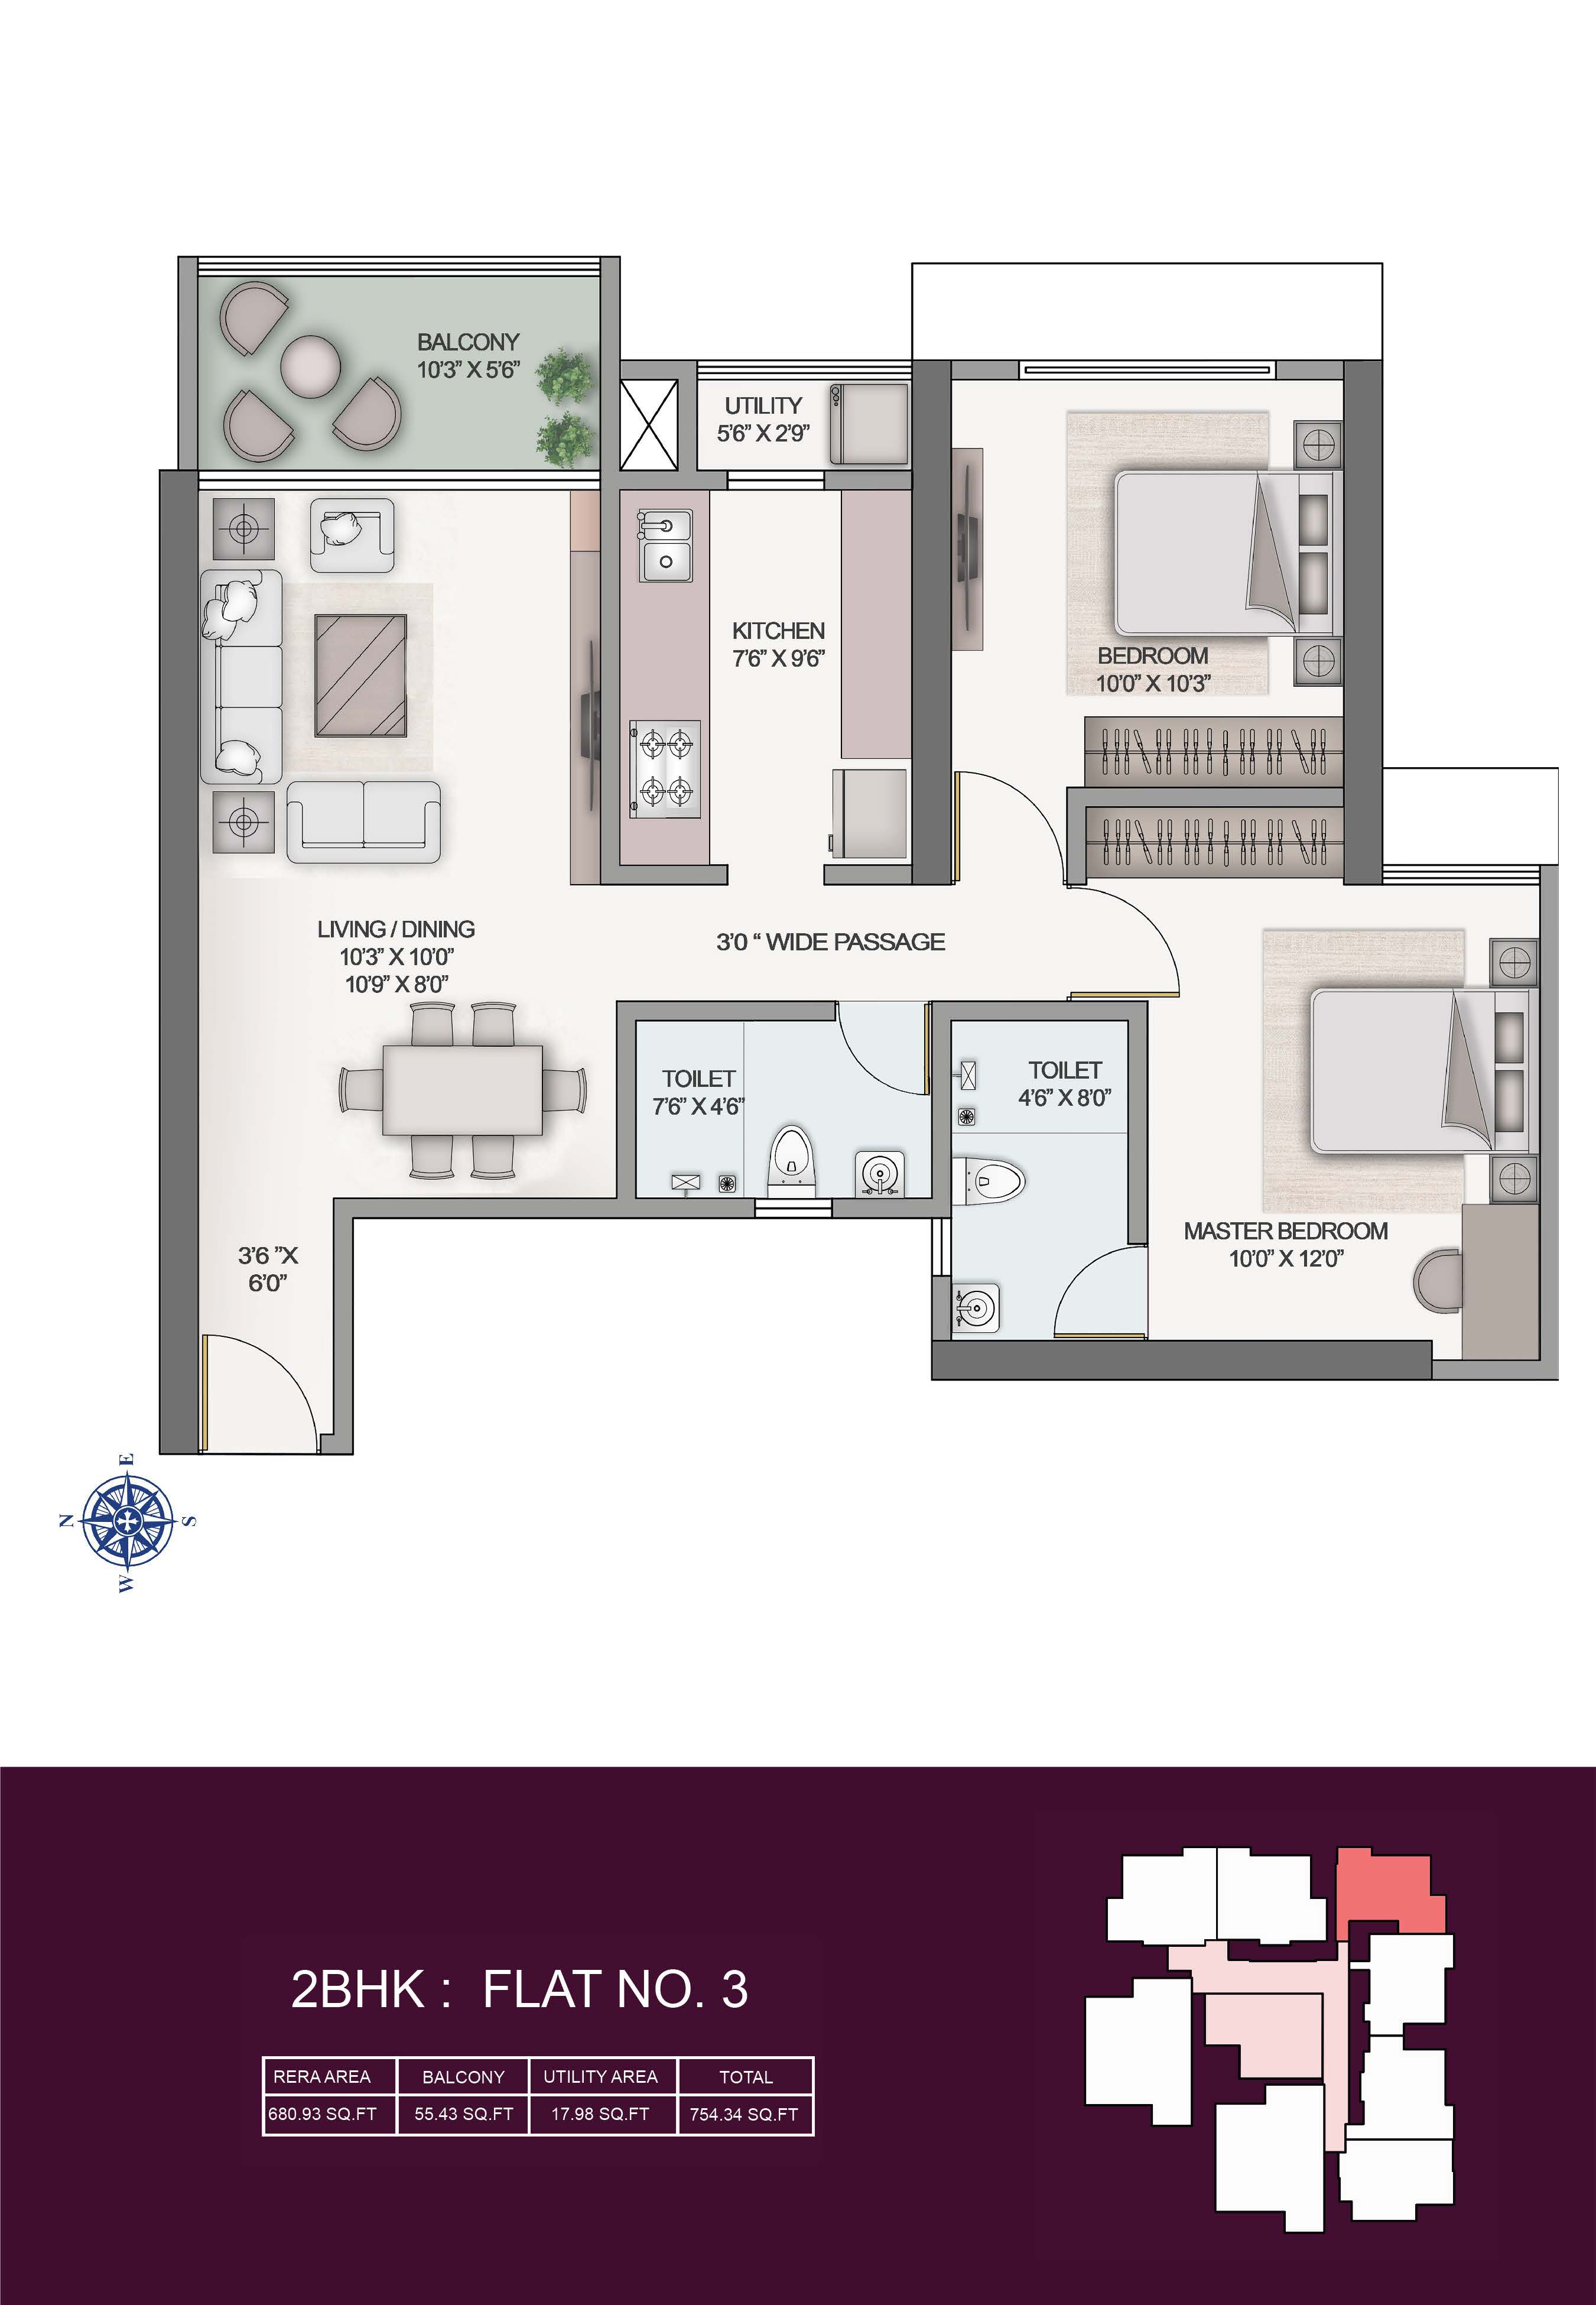 BALCONY
10'3" X 5'6"
UTILITY
5'6" X 2'9"
KITCHEN
7'6" X 9'6"
BEDROOM
10'0" X 10'3"
LIVING / DINING
10'3" X 10'0"
10'9" X 8'0"
3'0 " WIDE PASSAGE
TOILET
7'6" X 4'6"
TOILET
4'6" X 8'0"
MASTER BEDROOM
10'0" X 12'0"
3'6 "X
6'0"
E
N
S
W
2BHK : FLAT NO. 3
RERA AREA BALCONY UTILITY AREA TOTAL
680.93 SQ.FT 55.43 SQ.FT 17.98 SQ.FT 754.34 SQ.FT